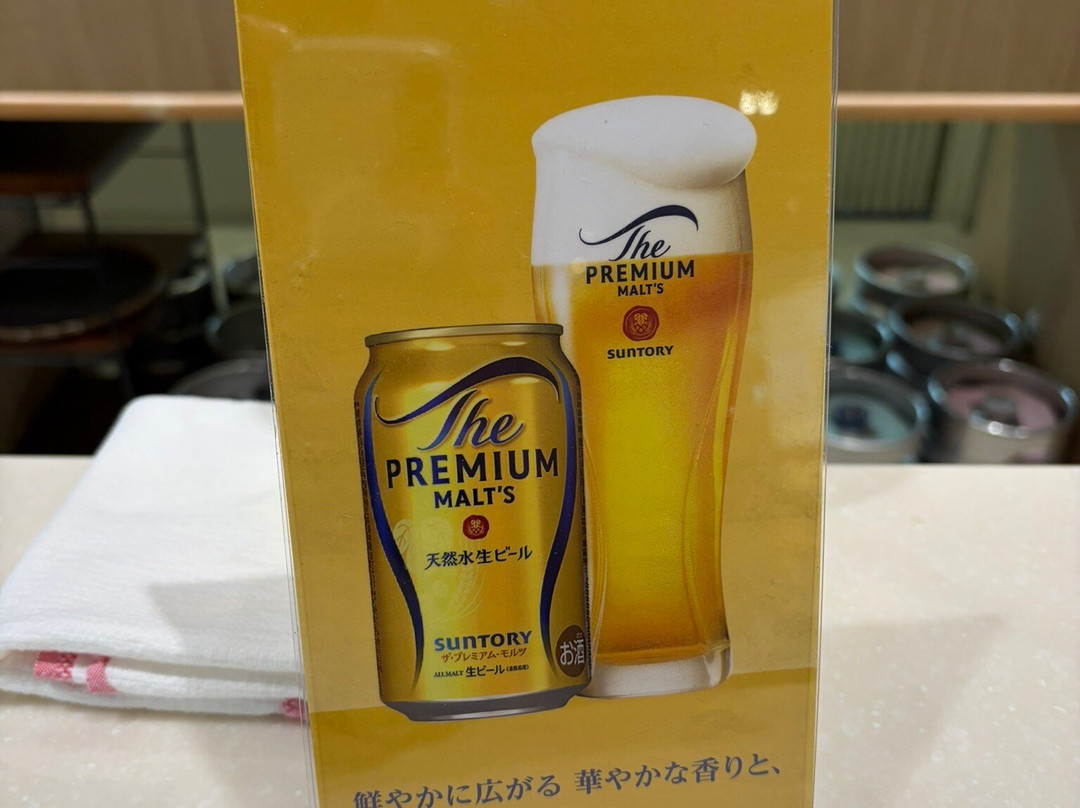 The
PREMIUM
MALT'S
SUNTORY
The
PREMIUM
MALT'S
天然水生ビール
SUNTORY
ザ・プレミアム・モルツ
ALL MALT 生ビール
お酒
鮮やかに広がる 華やかな香りと、